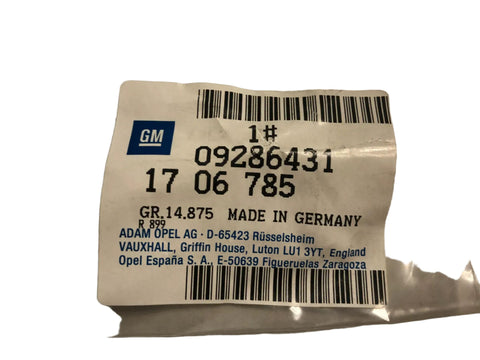 GM
1#
09286431
17 06 785
GR.14.875 MADE IN GERMANY
R 899
ADAM OPEL AG · D-65423 Rüsselsheim
VAUXHALL, Griffin House, Luton LU1 3YT, England
Opel España S. A., E-50639 Figueruelas Zaragoza